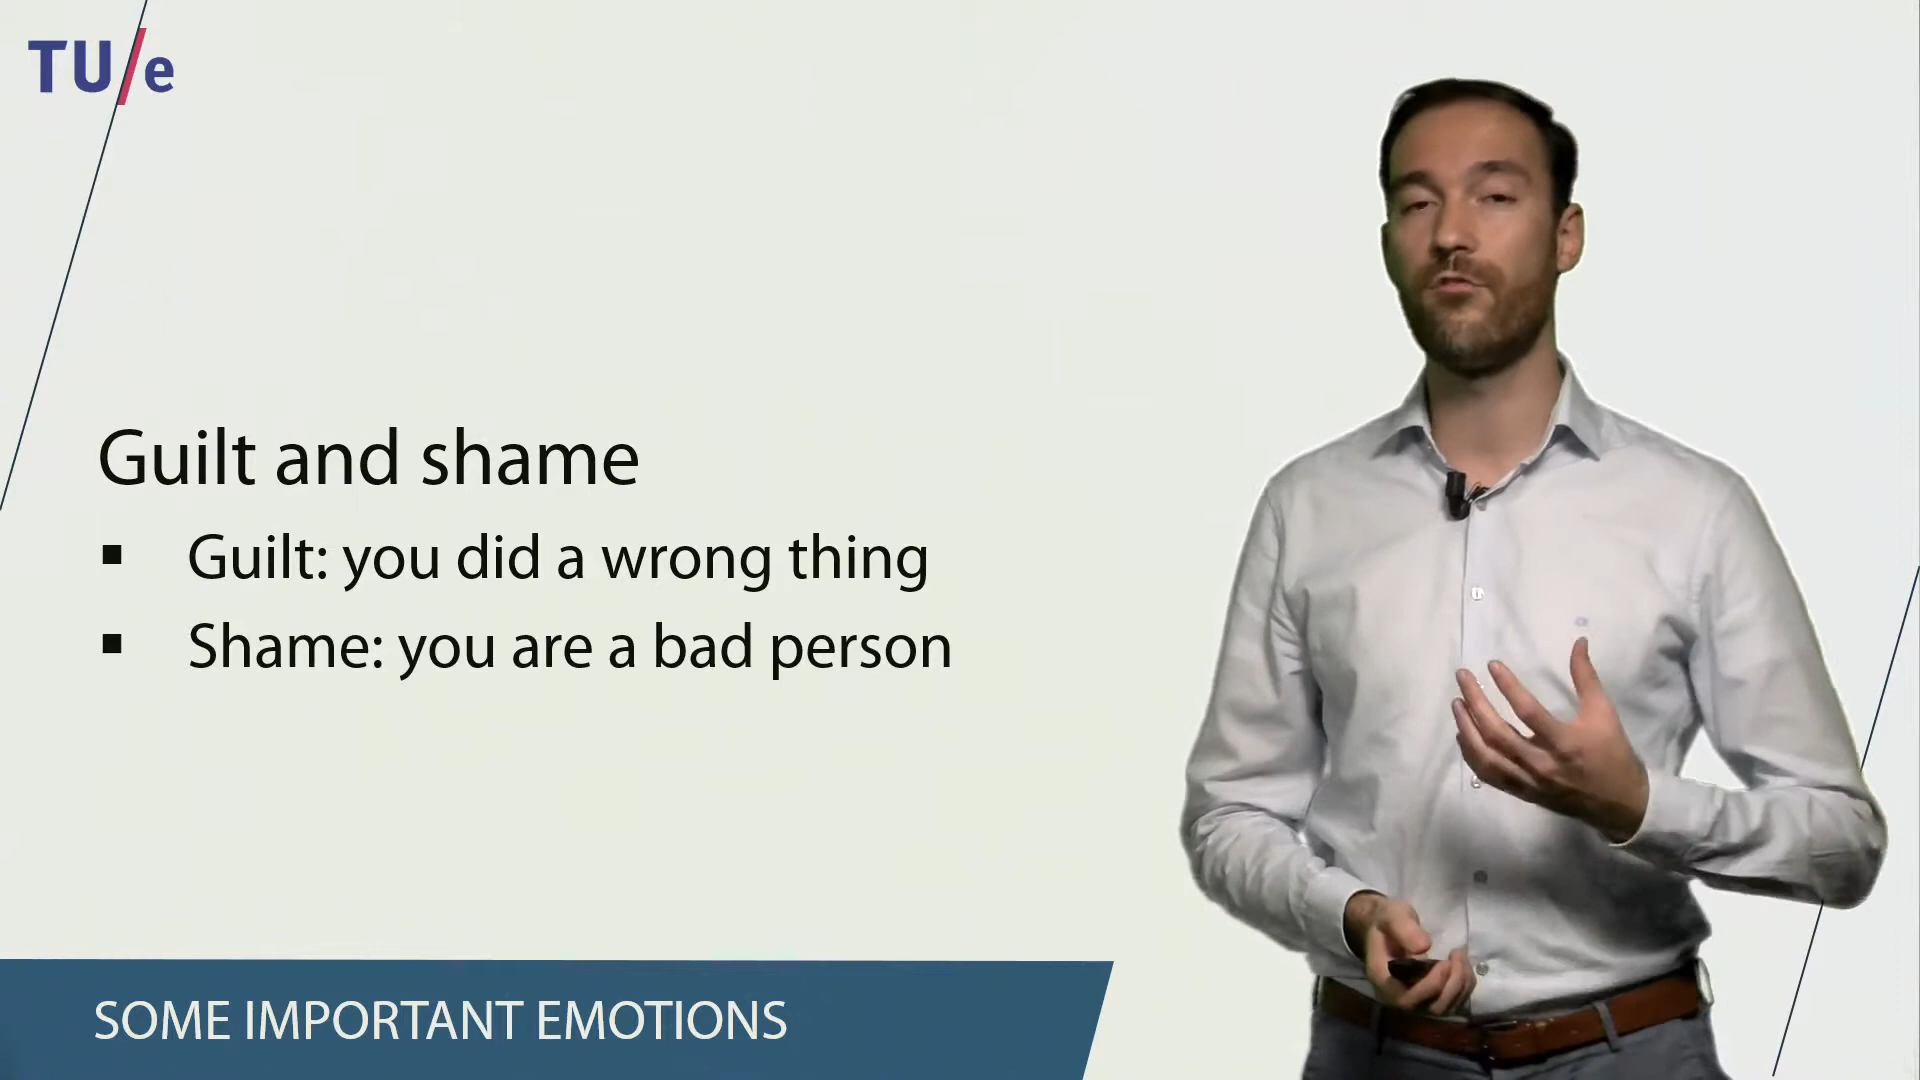 TU/e
Guilt and shame
▪ Guilt: you did a wrong thing
▪ Shame: you are a bad person
SOME IMPORTANT EMOTIONS